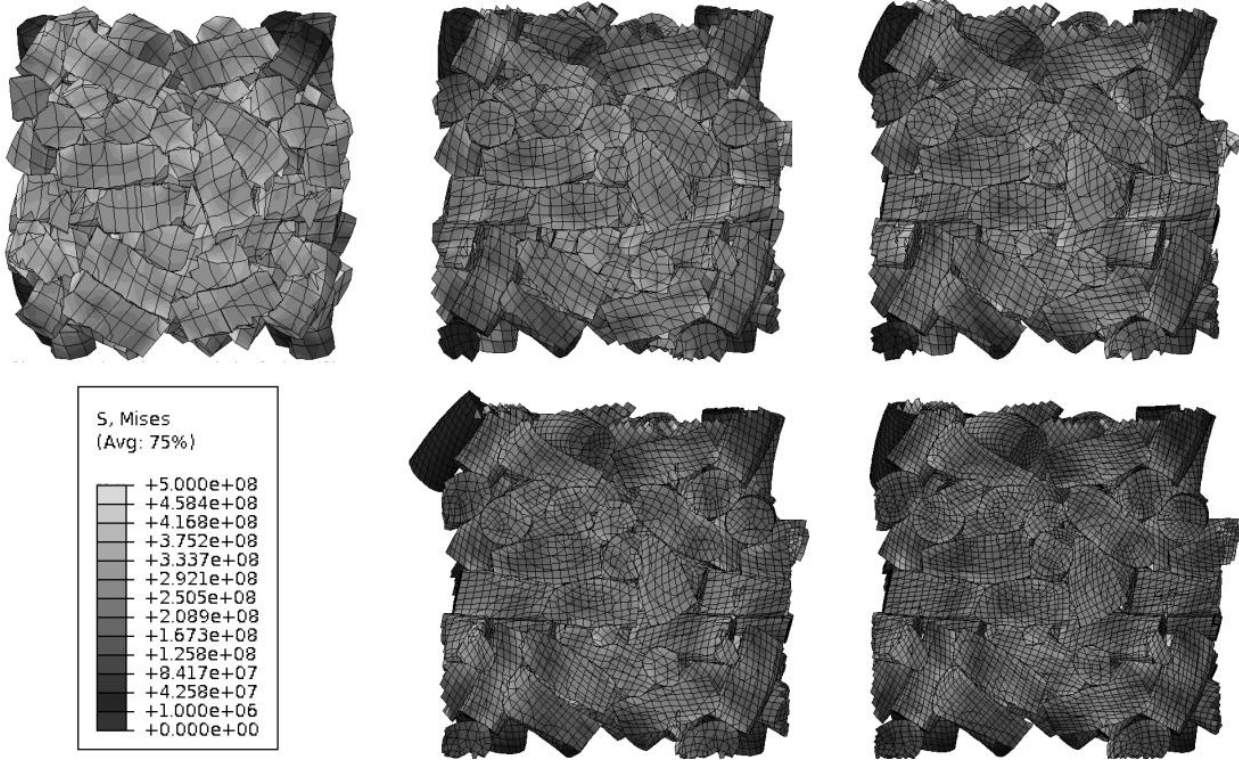 S, Mises
(Avg: 75%)
+5.000e+08
+4.584e+08
+4.168e+08
+3.752e+08
+3.337e+08
+2.921e+08
+2.505e+08
+2.089e+08
+1.673e+08
+1.258e+08
+8.417e+07
+4.258e+07
+1.000e+06
+0.000e+00